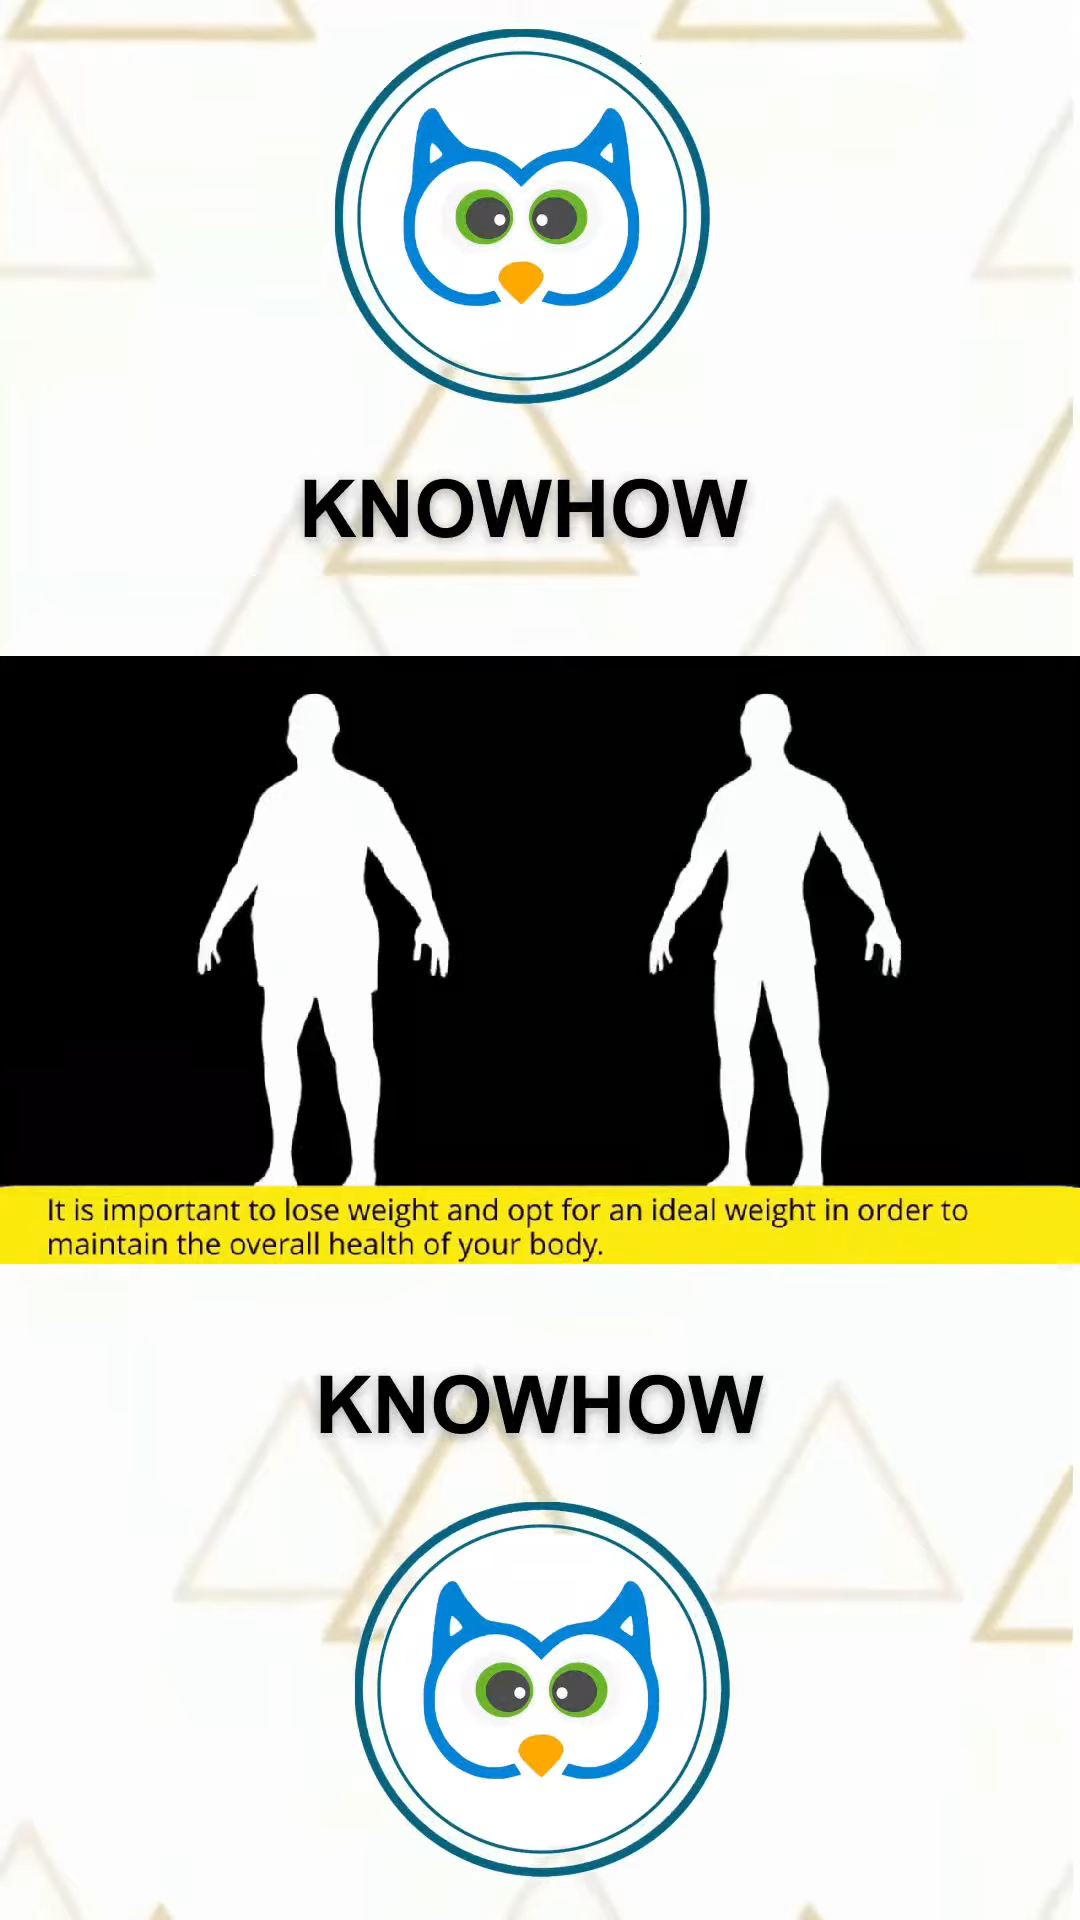 KNOWHOW
It is important to lose weight and opt for an ideal weight in order to
maintain the overall health of your body.
KNOWHOW